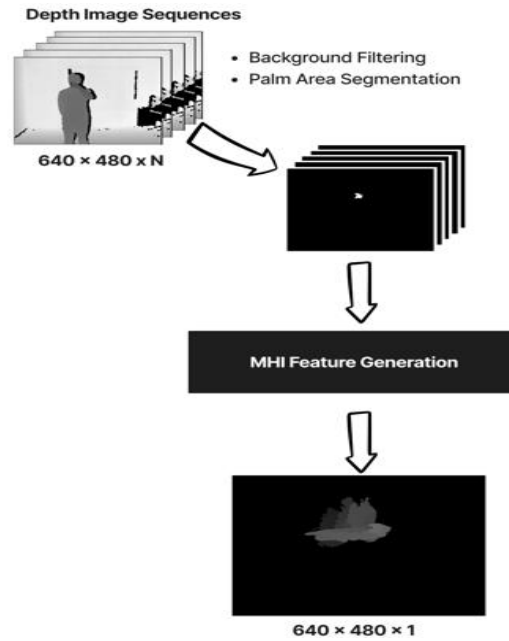 Depth Image Sequences
• Background Filtering
• Palm Area Segmentation
640 × 480 x N
MHI Feature Generation
640 × 480 × 1